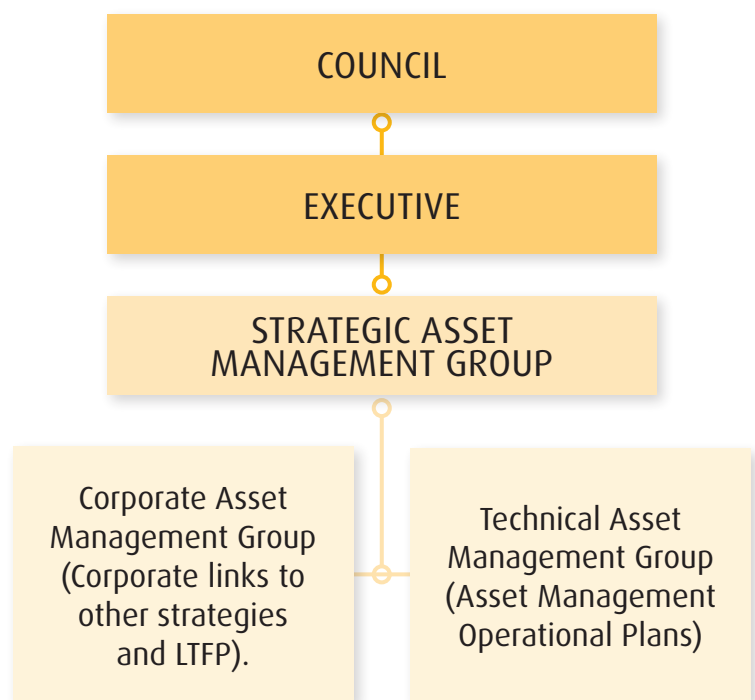 COUNCIL
EXECUTIVE
STRATEGIC ASSET
MANAGEMENT GROUP
Corporate Asset
Management Group
(Corporate links to
other strategies
and LTFP).
Technical Asset
Management Group
(Asset Management
Operational Plans)